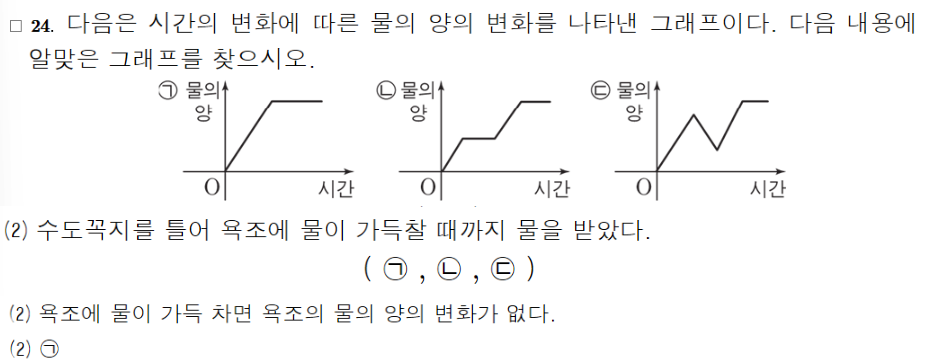 □ 24. 다음은 시간의 변화에 따른 물의 양의 변화를 나타낸 그래프이다. 다음 내용에
알맞은 그래프를 찾으시오.
㉠ 물의 양 O 시간
㉡ 물의 양 O 시간
㉢ 물의 양 O 시간
(2) 수도꼭지를 틀어 욕조에 물이 가득찰 때까지 물을 받았다.
( ㉠ , ㉡ , ㉢ )
(2) 욕조에 물이 가득 차면 욕조의 물의 양의 변화가 없다.
(2) ㉠